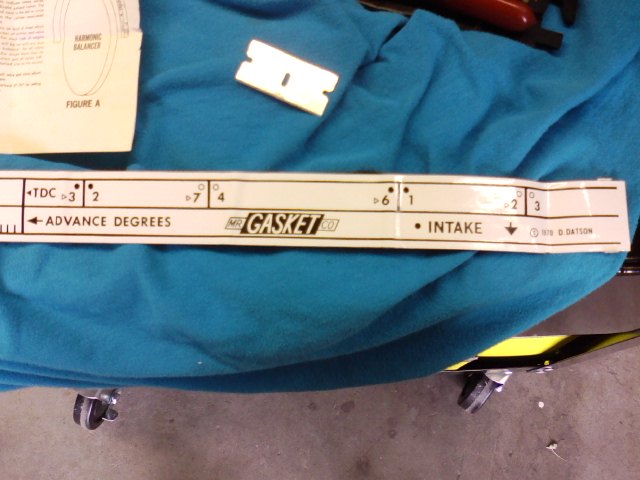 HARMONIC
BALANCER
FIGURE A
◂TDC ▹3 • • 2 ▹7 ○ ○ 4 ▹6 • • 1 ▹2 ○ ○ 3
← ADVANCE DEGREES MR. GASKET CO • INTAKE ↓ © 1970 D. DATSON